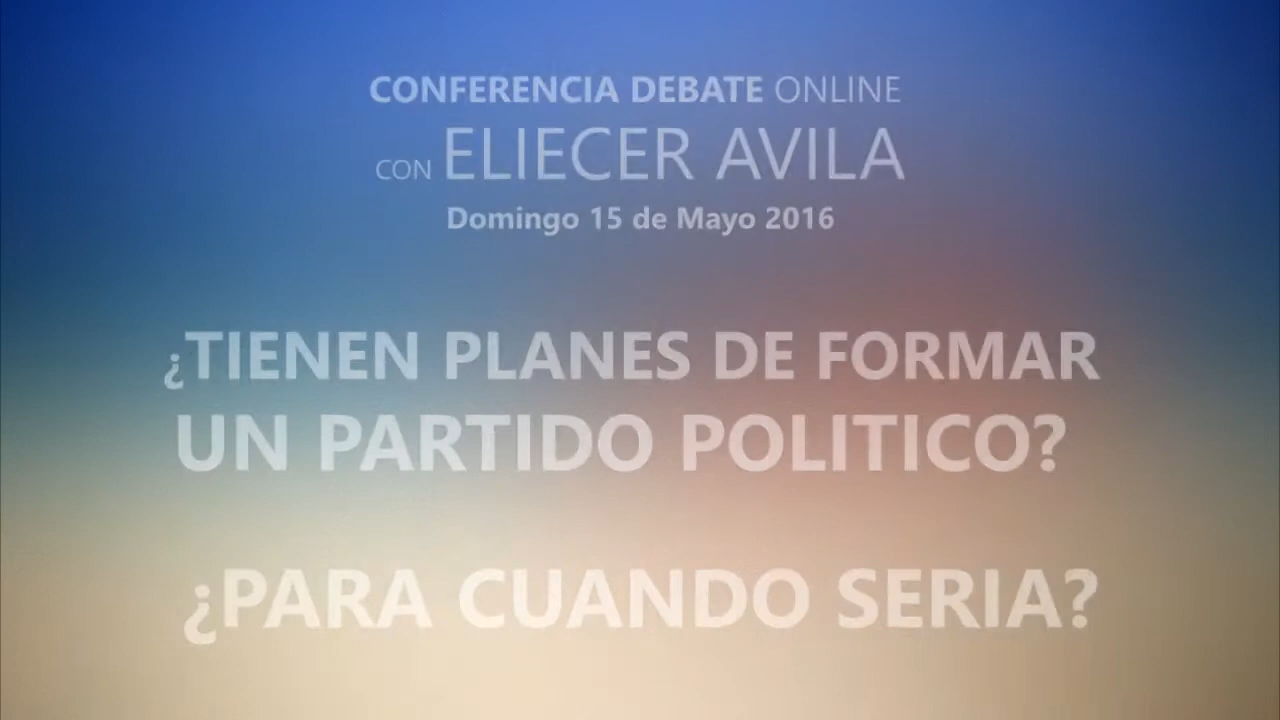 CONFERENCIA DEBATE ONLINE
CON ELIECER AVILA
Domingo 15 de Mayo 2016
¿TIENEN PLANES DE FORMAR
UN PARTIDO POLITICO?
¿PARA CUANDO SERIA?